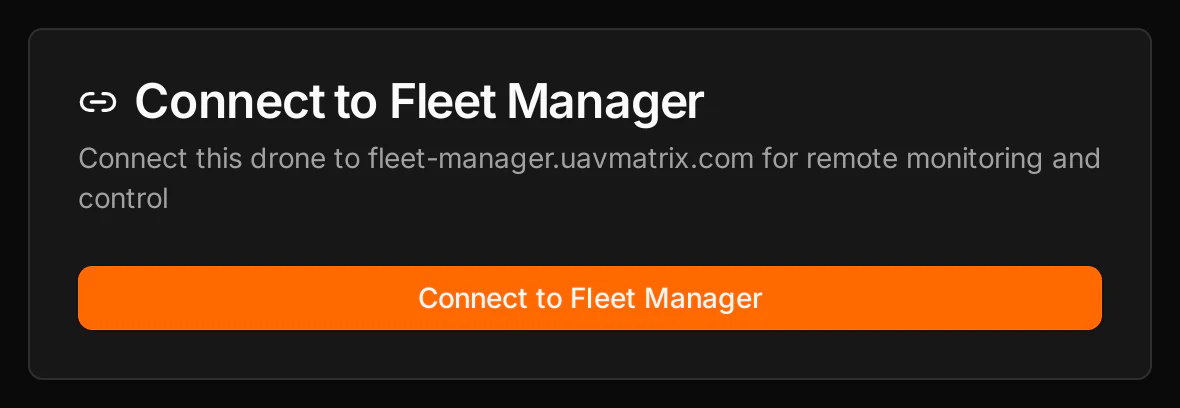 Connect to Fleet Manager
Connect this drone to fleet-manager.uavmatrix.com for remote monitoring and
control
Connect to Fleet Manager